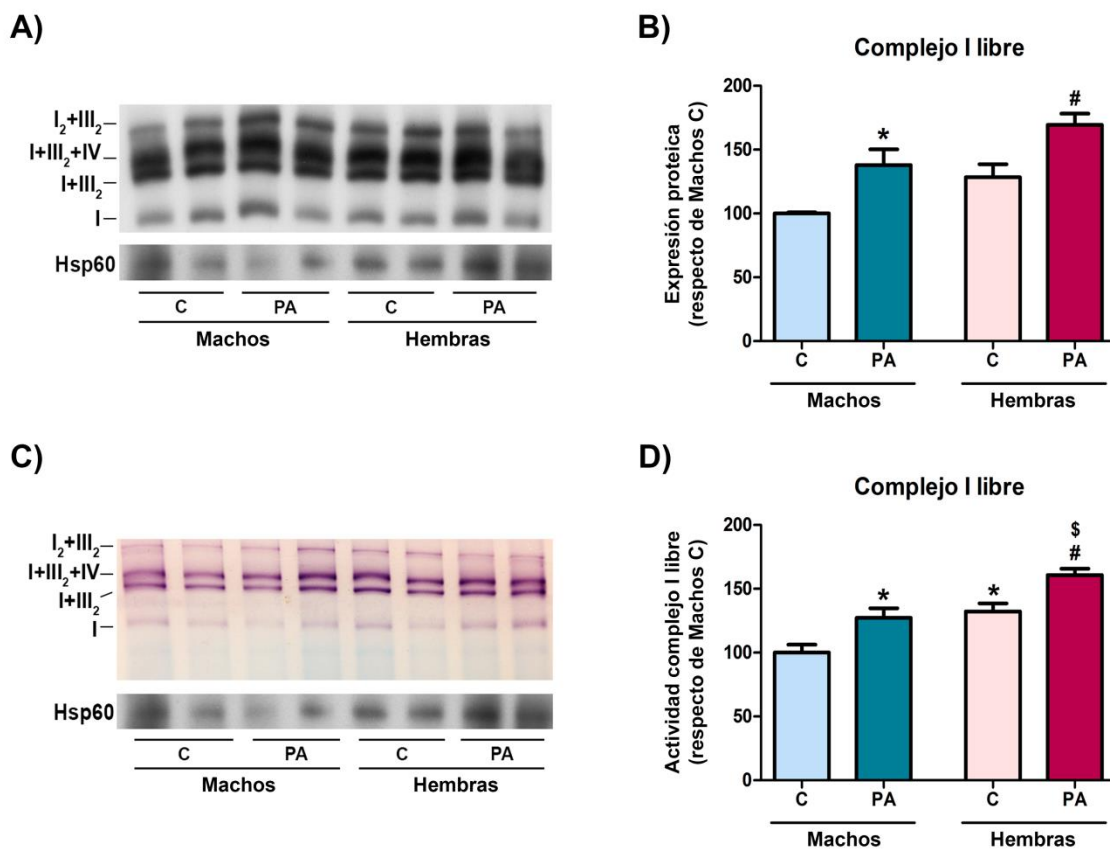 A)
I₂+III₂
I+III₂+IV
I+III₂
I
Hsp60
C PA C PA
Machos Hembras
B)
Complejo I libre
Expresión proteica
(respecto de Machos C)
200
150
100
50
0
*
#
C PA C PA
Machos Hembras
C)
I₂+III₂
I+III₂+IV
I+III₂
I
Hsp60
C PA C PA
Machos Hembras
D)
Complejo I libre
Actividad complejo I libre
(respecto de Machos C)
200
150
100
50
0
*
*
$
#
C PA C PA
Machos Hembras